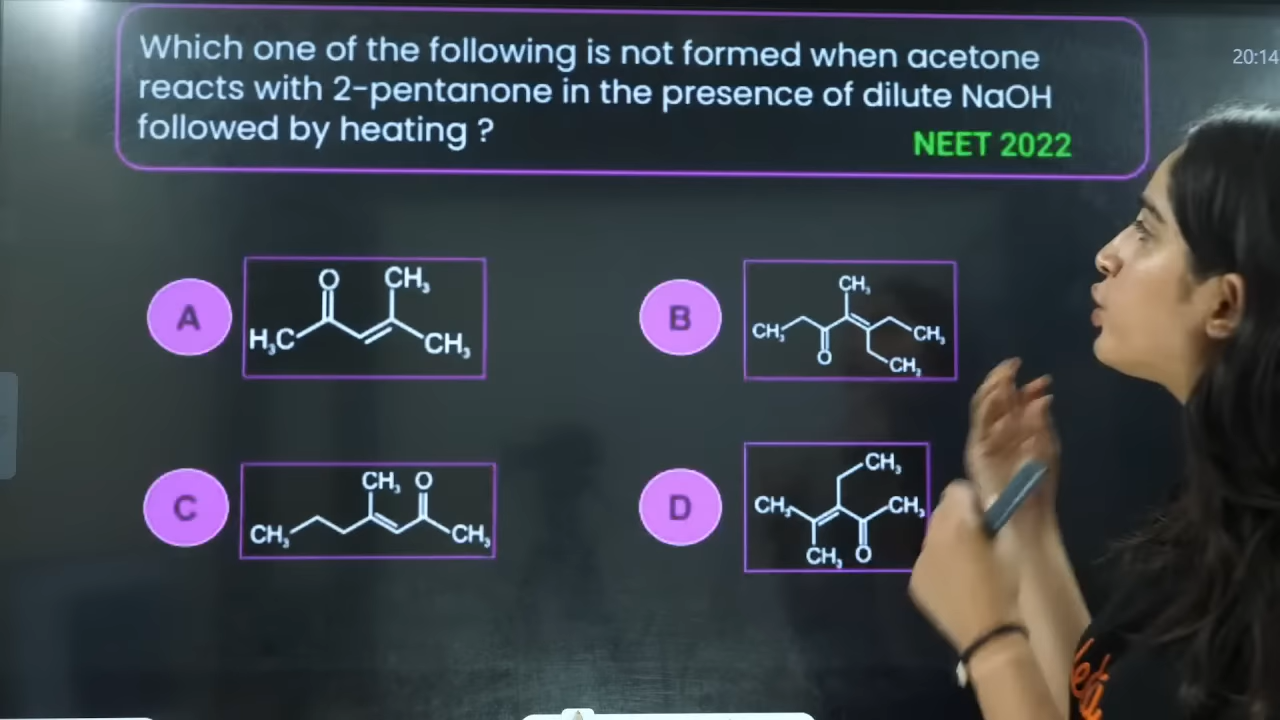 Which one of the following is not formed when acetone
reacts with 2-pentanone in the presence of dilute NaOH
followed by heating ?
NEET 2022
20:14
A
O
CH₃
H₃C
CH₃
B
CH₃
CH₃
O
CH₃
CH₃
C
CH₃ O
CH₃
CH₃
D
CH₃
CH₃
CH₃
CH₃ O